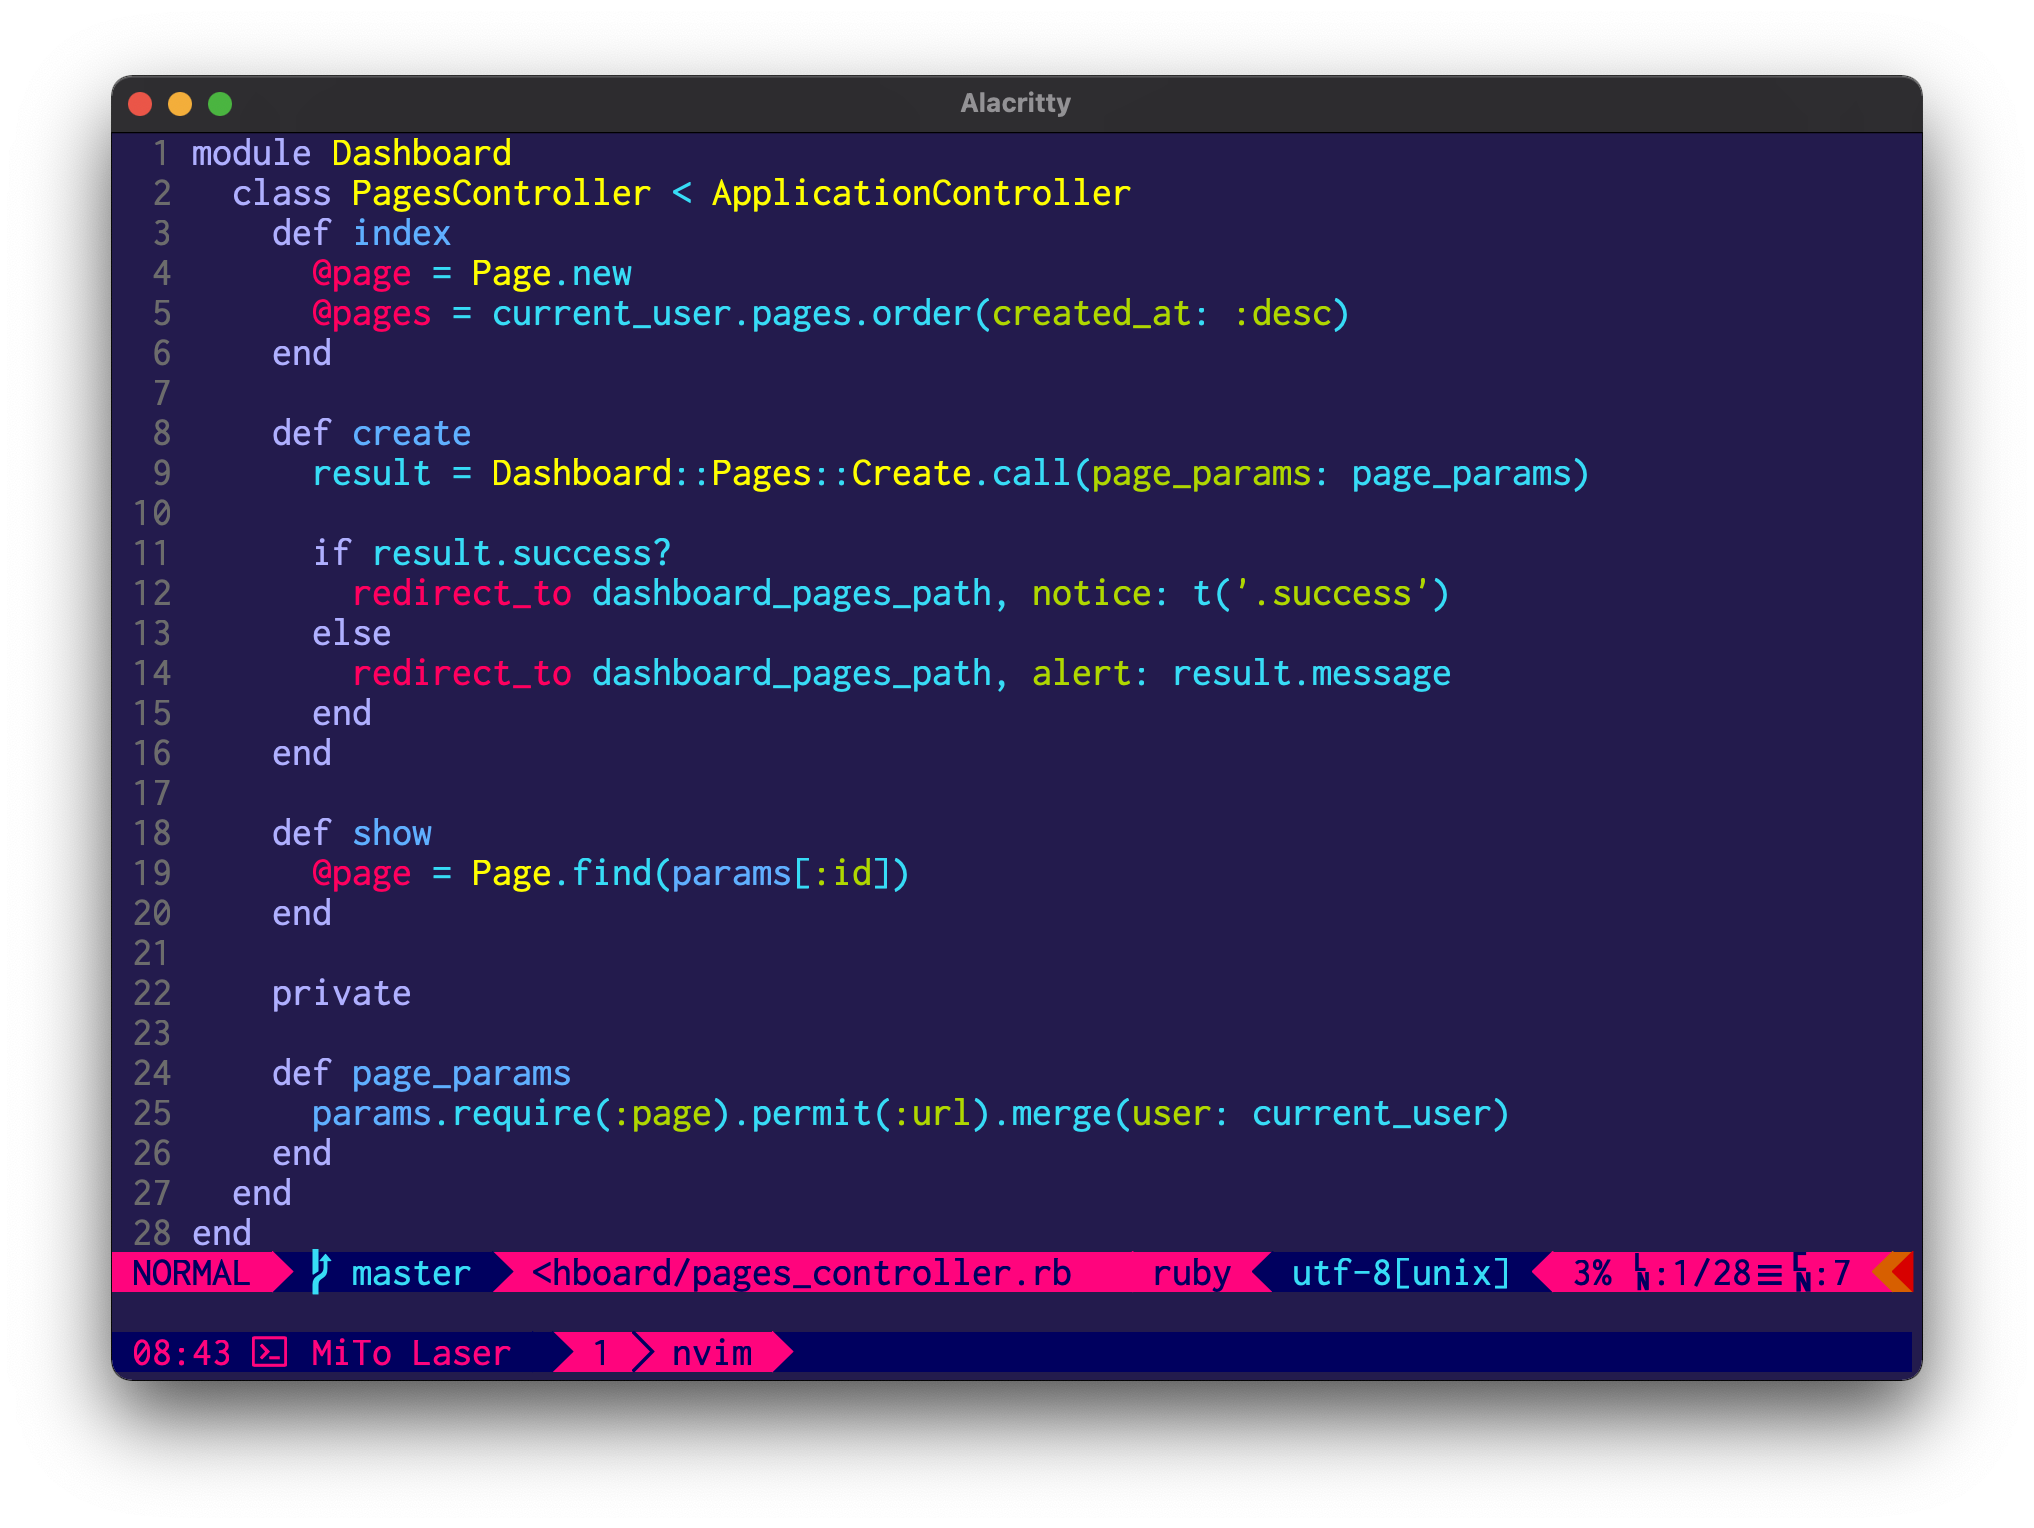 Alacritty
1 module Dashboard
2   class PagesController < ApplicationController
3     def index
4       @page = Page.new
5       @pages = current_user.pages.order(created_at: :desc)
6     end
7
8     def create
9       result = Dashboard::Pages::Create.call(page_params: page_params)
10
11       if result.success?
12         redirect_to dashboard_pages_path, notice: t('.success')
13       else
14         redirect_to dashboard_pages_path, alert: result.message
15       end
16     end
17
18     def show
19       @page = Page.find(params[:id])
20     end
21
22     private
23
24     def page_params
25       params.require(:page).permit(:url).merge(user: current_user)
26     end
27   end
28 end
NORMAL master <hboard/pages_controller.rb ruby utf-8[unix] 3% LN:1/28≡ CN:7
08:43 MiTo Laser 1 nvim